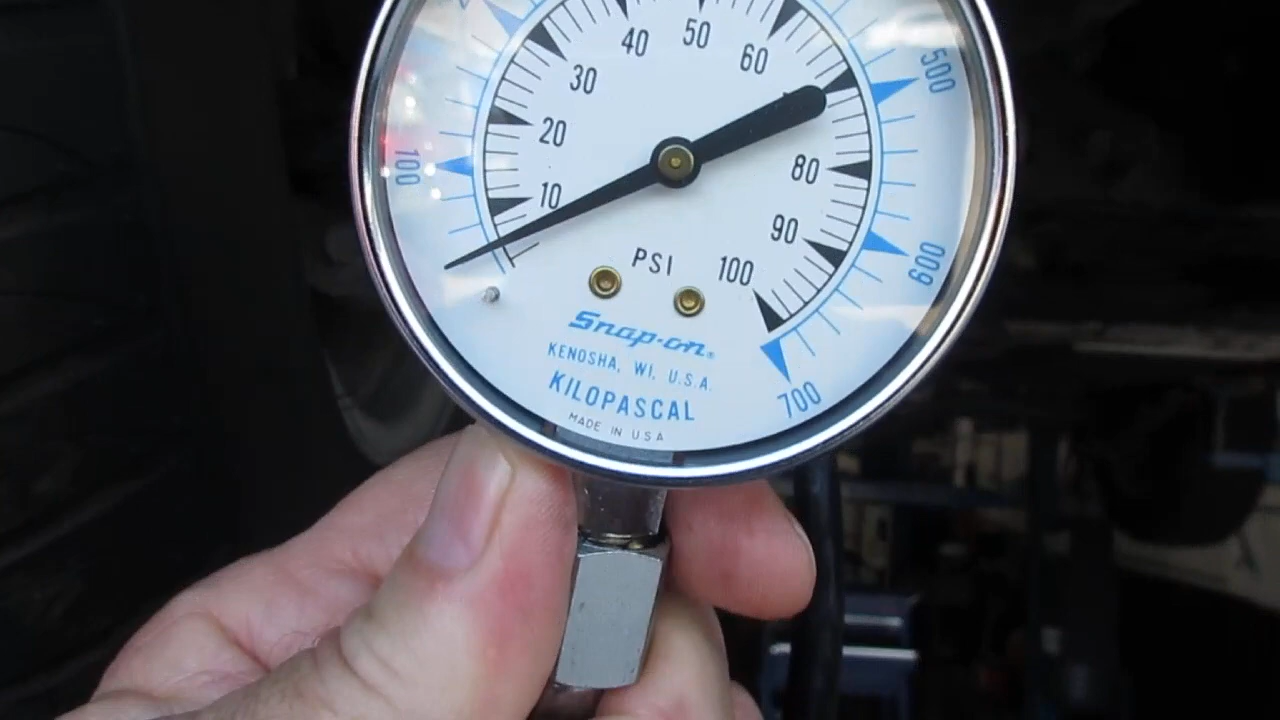 40 50 60
30
20
10
80
90
100
500
100
600
700
PSI
Snap-on®
KENOSHA, WI, U.S.A.
KILOPASCAL
MADE IN U S A